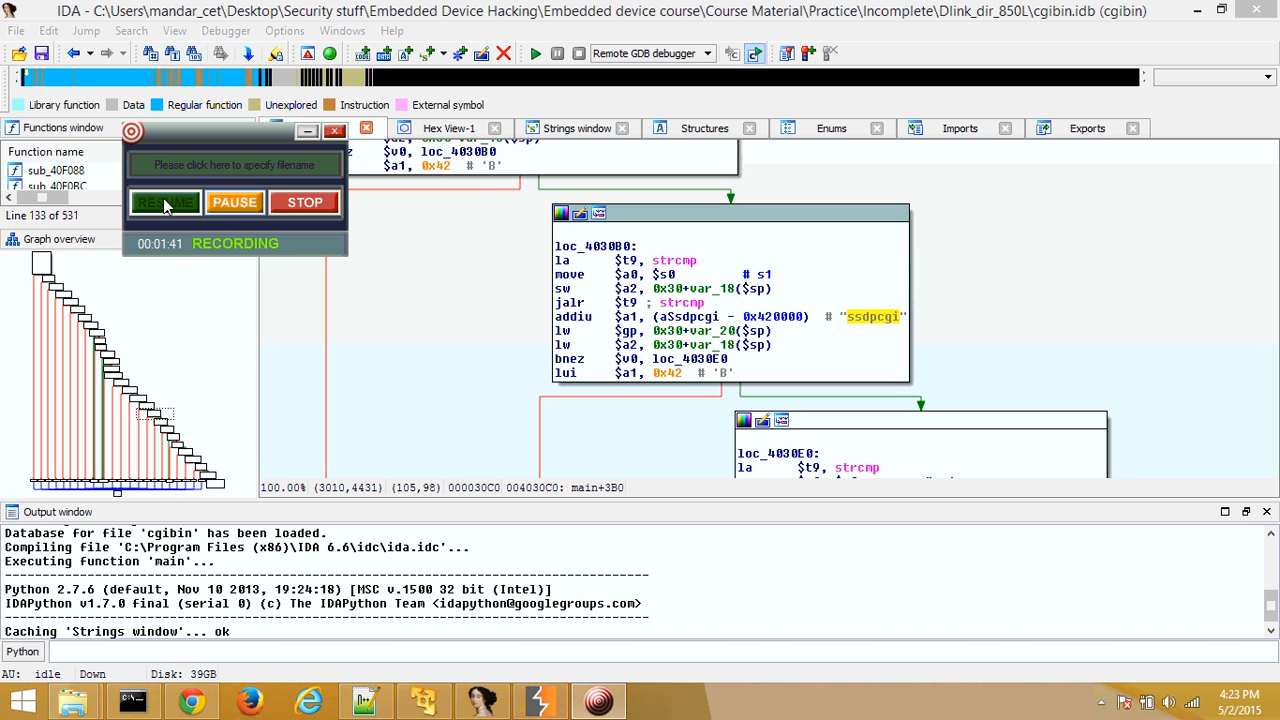 IDA - C:\Users\mandar_cet\Desktop\Security stuff\Embedded Device Hacking\Embedded device course\Course Material\Practice\Incomplete\Dlink_dir_850L\cgibin.idb (cgibin)
File Edit Jump Search View Debugger Options Windows Help
Remote GDB debugger
Library function Data Regular function Unexplored Instruction External symbol
Functions window Hex View-1 Strings window Structures Enums Imports Exports
Function name
sub_40F088
sub_40F0BC
Line 133 of 531
Graph overview
Please click here to specify filename
RESUME PAUSE STOP
00:01:41 RECORDING
$v0, loc_4030B0
$a1, 0x42 # 'B'
loc_4030B0:
la $t9, strcmp
move $a0, $s0 # s1
sw $a2, 0x30+var_18($sp)
jalr $t9 ; strcmp
addiu $a1, (aSsdpcgi - 0x420000) # "ssdpcgi"
lw $gp, 0x30+var_20($sp)
lw $a2, 0x30+var_18($sp)
bnez $v0, loc_4030E0
lui $a1, 0x42 # 'B'
loc_4030E0:
la $t9, strcmp
100.00% (3010,4431) (105,98) 000030C0 004030C0: main+3B0
Output window
Database for file 'cgibin' has been loaded.
Compiling file 'C:\Program Files (x86)\IDA 6.6\idc\ida.idc'...
Executing function 'main'...
Python 2.7.6 (default, Nov 10 2013, 19:24:18) [MSC v.1500 32 bit (Intel)]
IDAPython v1.7.0 final (serial 0) (c) The IDAPython Team <idapython@googlegroups.com>
Caching 'Strings window'... ok
Python
AU: idle Down Disk: 39GB
4:23 PM
5/2/2015